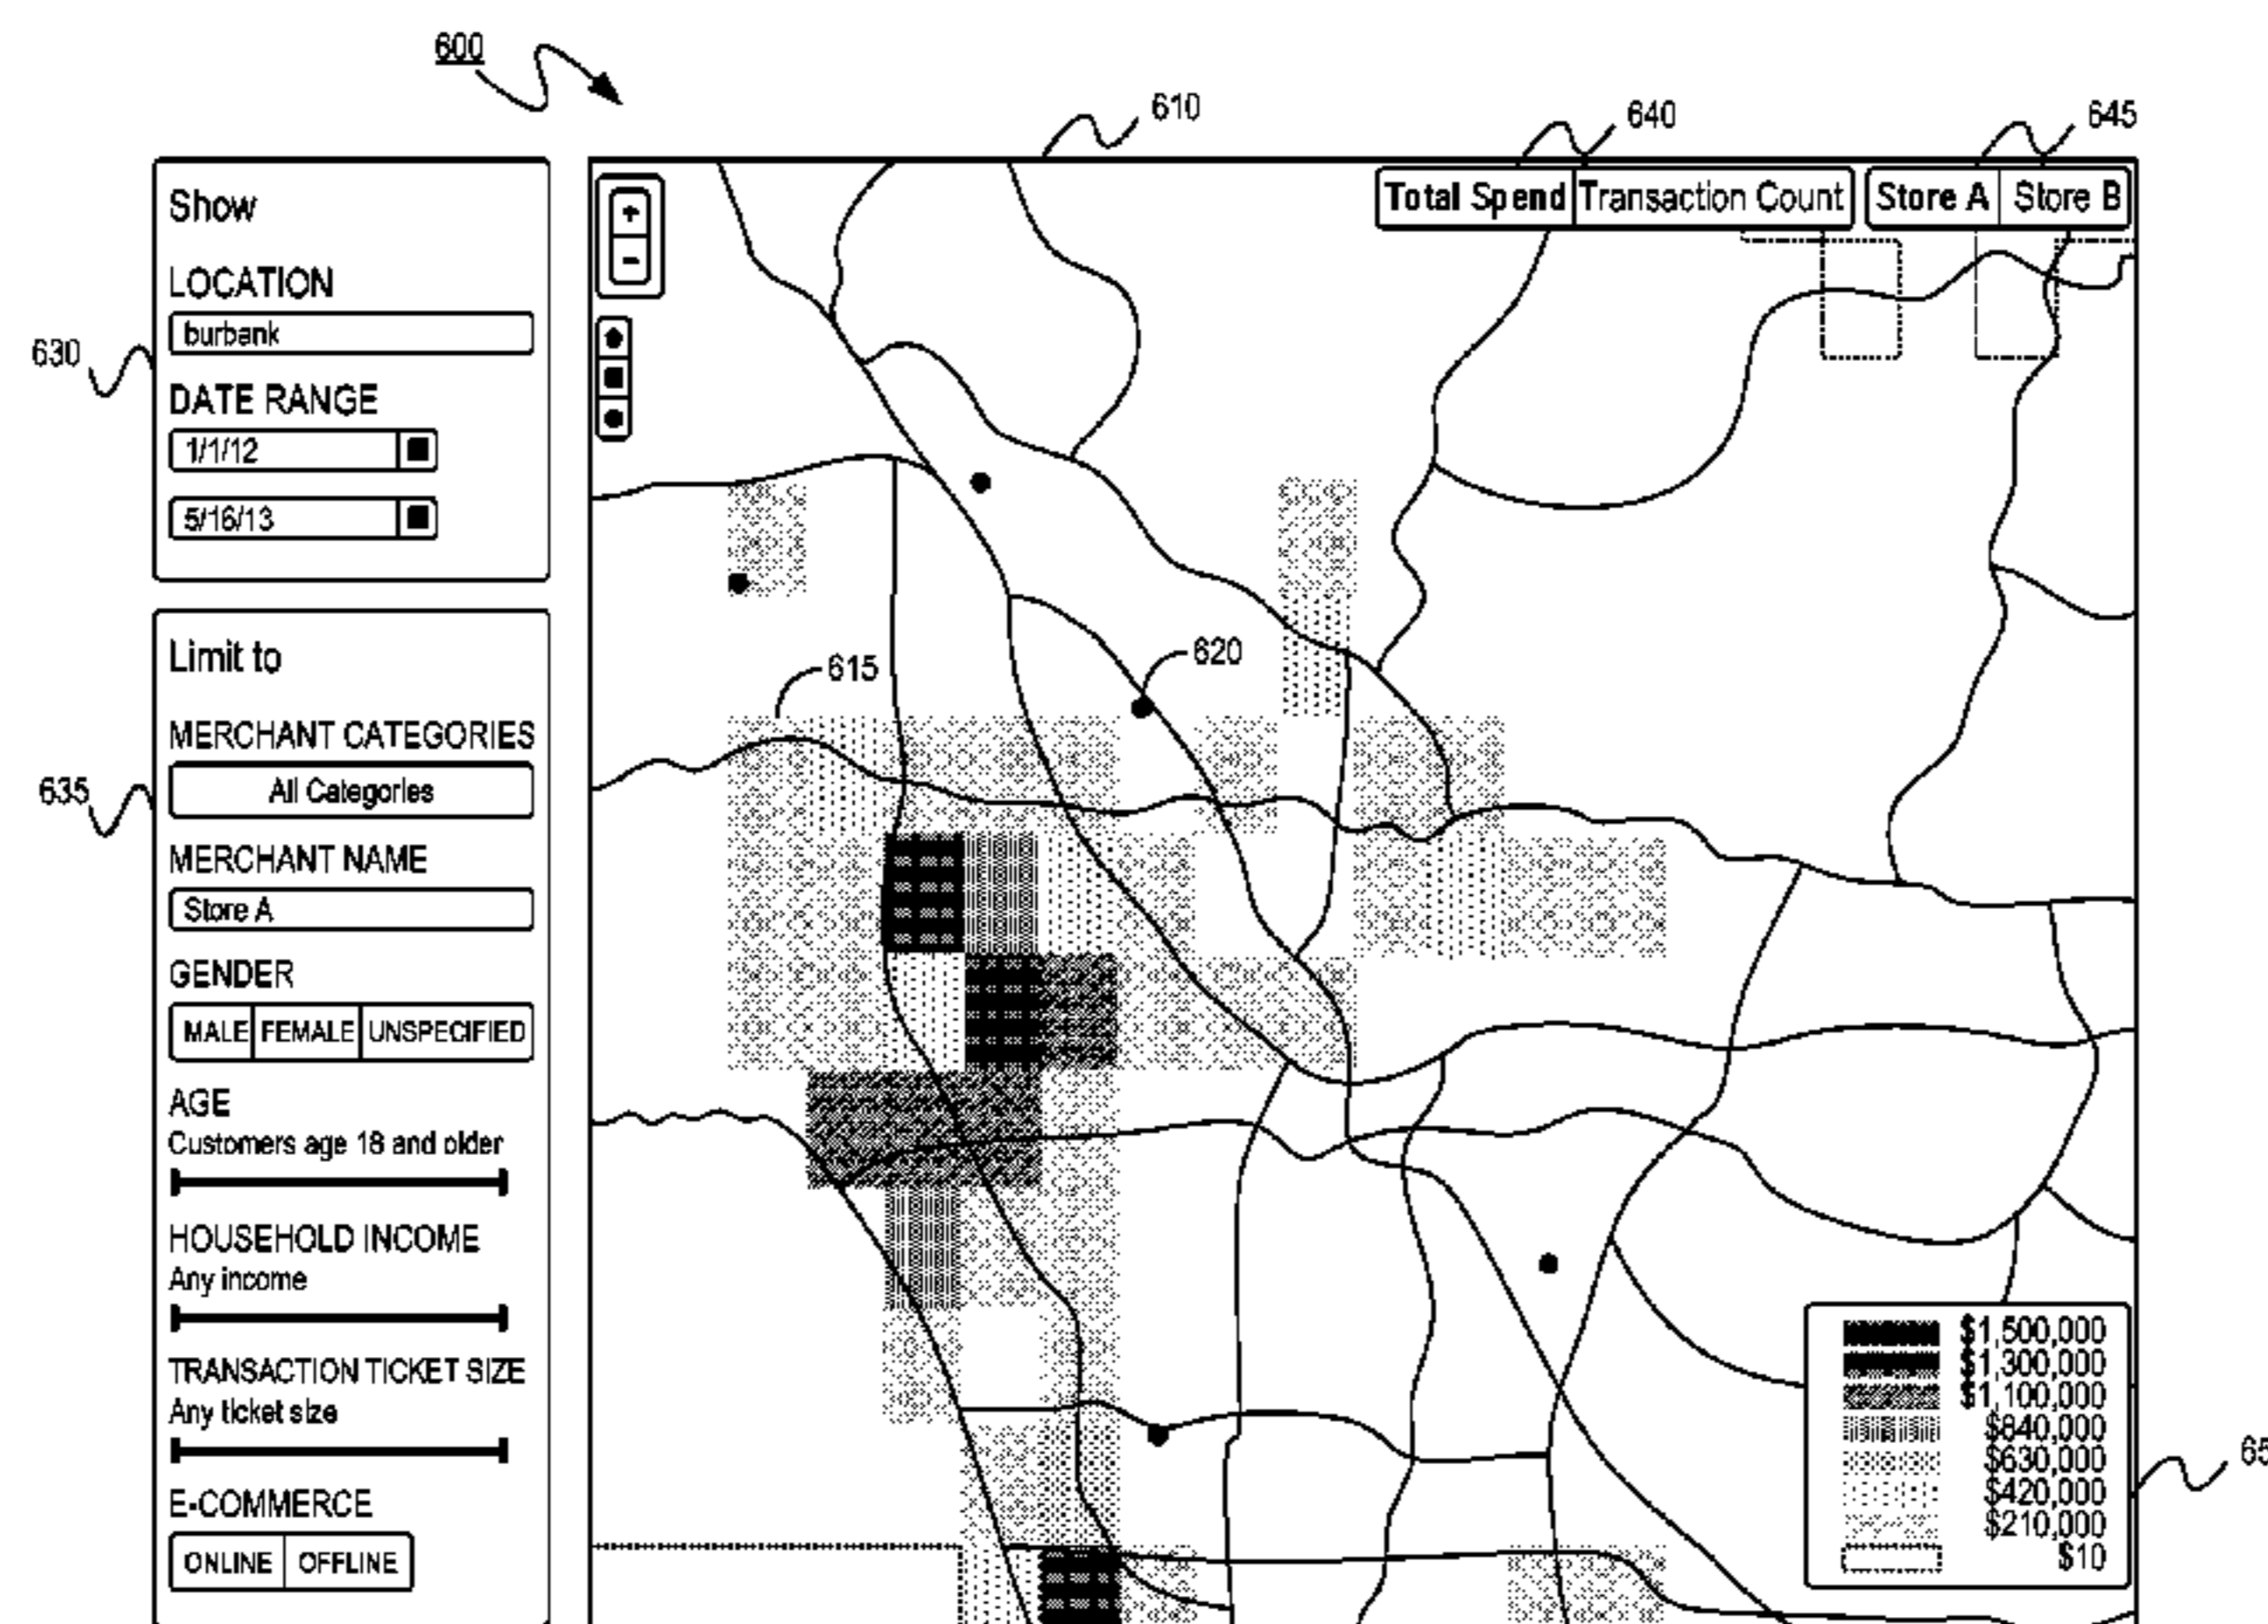 600
610
640
645
Show
LOCATION
burbank
630
DATE RANGE
1/1/12
5/16/13
+
-
Total Spend Transaction Count Store A Store B
Limit to
MERCHANT CATEGORIES
All Categories
635
MERCHANT NAME
Store A
GENDER
MALE FEMALE UNSPECIFIED
AGE
Customers age 18 and older
HOUSEHOLD INCOME
Any income
TRANSACTION TICKET SIZE
Any ticket size
E-COMMERCE
ONLINE OFFLINE
615
620
$1,500,000
$1,300,000
$1,100,000
$840,000
$630,000
$420,000
$210,000
$10